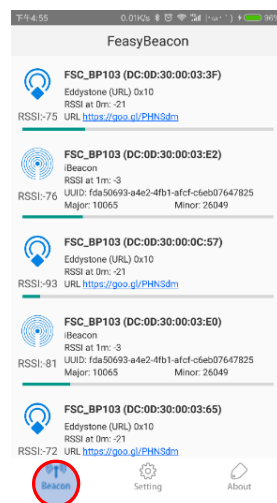 下午4:55 0.01K/s 96%
FeasyBeacon
FSC_BP103 (DC:0D:30:00:03:3F)
Eddystone (URL) 0x10
RSSI at 0m: -21
RSSI:-75 URL https://goo.gl/PHNSdm
FSC_BP103 (DC:0D:30:00:03:E2)
iBeacon
RSSI at 1m: -3
RSSI:-76 UUID: fda50693-a4e2-4fb1-afcf-c6eb07647825
Major: 10065 Minor: 26049
FSC_BP103 (DC:0D:30:00:0C:57)
Eddystone (URL) 0x10
RSSI at 0m: -21
RSSI:-93 URL https://goo.gl/PHNSdm
FSC_BP103 (DC:0D:30:00:03:E0)
iBeacon
RSSI at 1m: -3
RSSI:-81 UUID: fda50693-a4e2-4fb1-afcf-c6eb07647825
Major: 10065 Minor: 26049
FSC_BP103 (DC:0D:30:00:03:65)
Eddystone (URL) 0x10
RSSI at 0m: -21
RSSI:-72 URL https://goo.gl/PHNSdm
Beacon Setting About